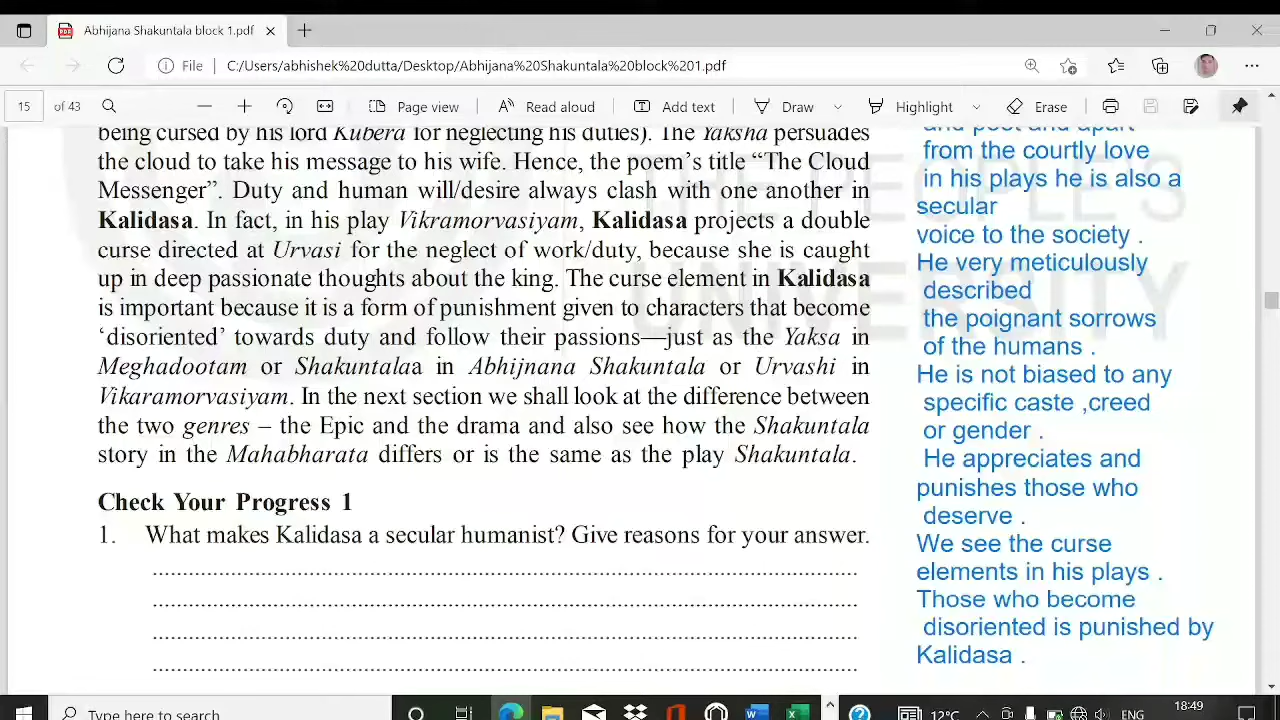 Abhijana Shakuntala block 1.pdf
File C:/Users/abhishek%20dutta/Desktop/Abhijana%20Shakuntala%20block%201.pdf
15 of 43 Page view Read aloud Add text Draw Highlight Erase
being cursed by his lord Kubera for neglecting his duties). The Yaksha persuades
the cloud to take his message to his wife. Hence, the poem's title “The Cloud
Messenger”. Duty and human will/desire always clash with one another in
Kalidasa. In fact, in his play Vikramorvasiyam, Kalidasa projects a double
curse directed at Urvasi for the neglect of work/duty, because she is caught
up in deep passionate thoughts about the king. The curse element in Kalidasa
is important because it is a form of punishment given to characters that become
‘disoriented’ towards duty and follow their passions—just as the Yaksa in
Meghadootam or Shakuntalaa in Abhijnana Shakuntala or Urvashi in
Vikaramorvasiyam. In the next section we shall look at the difference between
the two genres – the Epic and the drama and also see how the Shakuntala
story in the Mahabharata differs or is the same as the play Shakuntala.
Check Your Progress 1
1. What makes Kalidasa a secular humanist? Give reasons for your answer.
and poet and apart
from the courtly love
in his plays he is also a
secular
voice to the society .
He very meticulously
described
the poignant sorrows
of the humans .
He is not biased to any
specific caste ,creed
or gender .
He appreciates and
punishes those who
deserve .
We see the curse
elements in his plays .
Those who become
disoriented is punished by
Kalidasa .
THE PEOPLE'S
UNIVERSITY
Type here to search
12°C
ENG
18:49